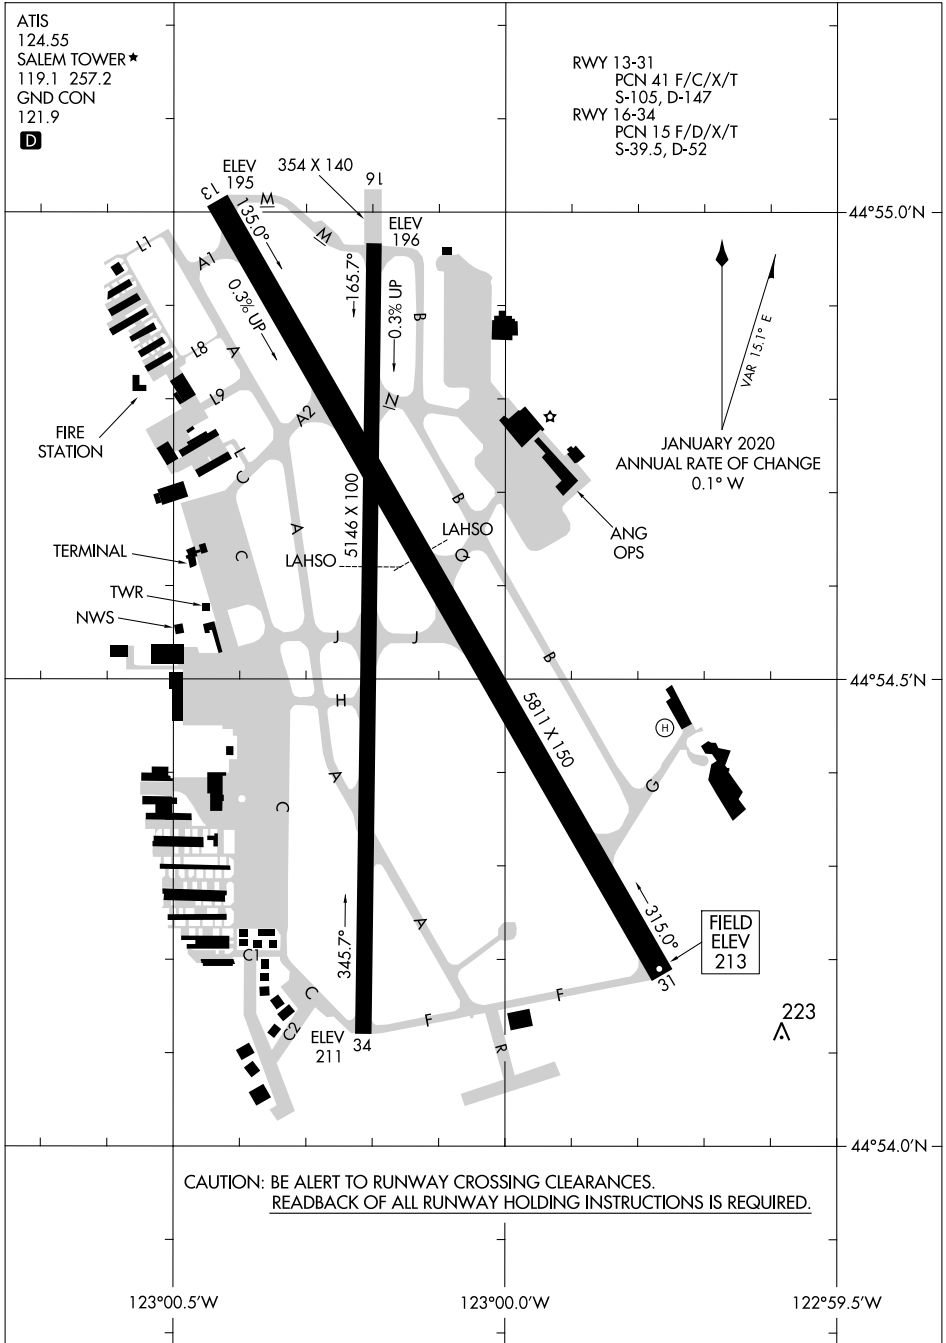 ATIS
124.55
SALEM TOWER★
119.1 257.2
GND CON
121.9
D
RWY 13-31
PCN 41 F/C/X/T
S-105, D-147
RWY 16-34
PCN 15 F/D/X/T
S-39.5, D-52
ELEV
195
354 X 140
16
13
M
44°55.0'N
ELEV
196
135.0°
L1
M
A1
165.7°
0.3% UP
0.3% UP
B
VAR 15.1° E
L8
A
L9
N
A2
FIRE
STATION
JANUARY 2020
ANNUAL RATE OF CHANGE
0.1° W
L
C
5146 X 100
B
A
LAHSO
ANG
OPS
TERMINAL
C
LAHSO
Q
TWR
NWS
J
J
B
44°54.5'N
H
5811 X 150
H
A
G
C
A
315.0°
FIELD
ELEV
213
345.7°
C1
31
C
F
223
C2
F
ELEV
211
34
R
44°54.0'N
CAUTION: BE ALERT TO RUNWAY CROSSING CLEARANCES.
READBACK OF ALL RUNWAY HOLDING INSTRUCTIONS IS REQUIRED.
123°00.5'W
123°00.0'W
122°59.5'W